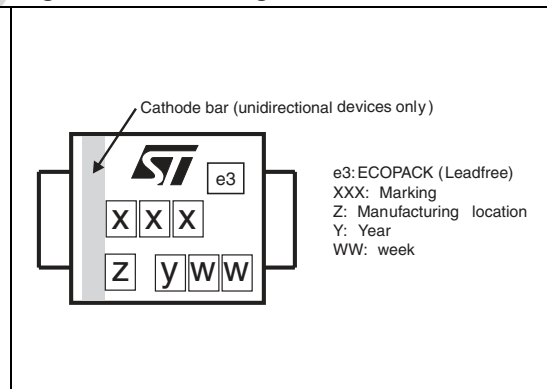 Cathode bar (unidirectional devices only)
ST
e3
x x x
z y w w
e3: ECOPACK (Leadfree)
XXX: Marking
Z: Manufacturing location
Y: Year
WW: week